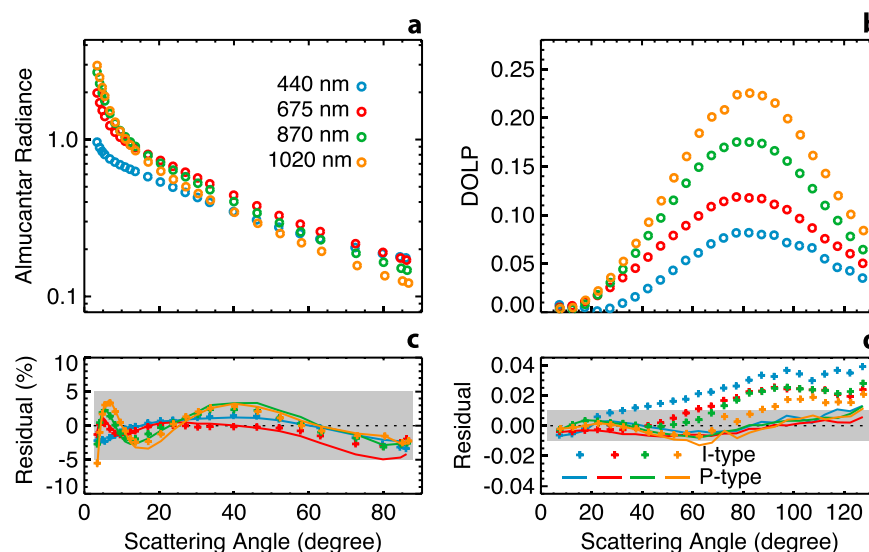 a
Almucantar Radiance
1.0
0.1
440 nm
675 nm
870 nm
1020 nm
b
DOLP
0.25
0.20
0.15
0.10
0.05
0.00
c
Residual (%)
10
5
0
-5
-10
0 20 40 60 80
Scattering Angle (degree)
Residual
0.04
0.02
0.00
-0.02
-0.04
I-type
P-type
0 20 40 60 80 100 120
Scattering Angle (degree)